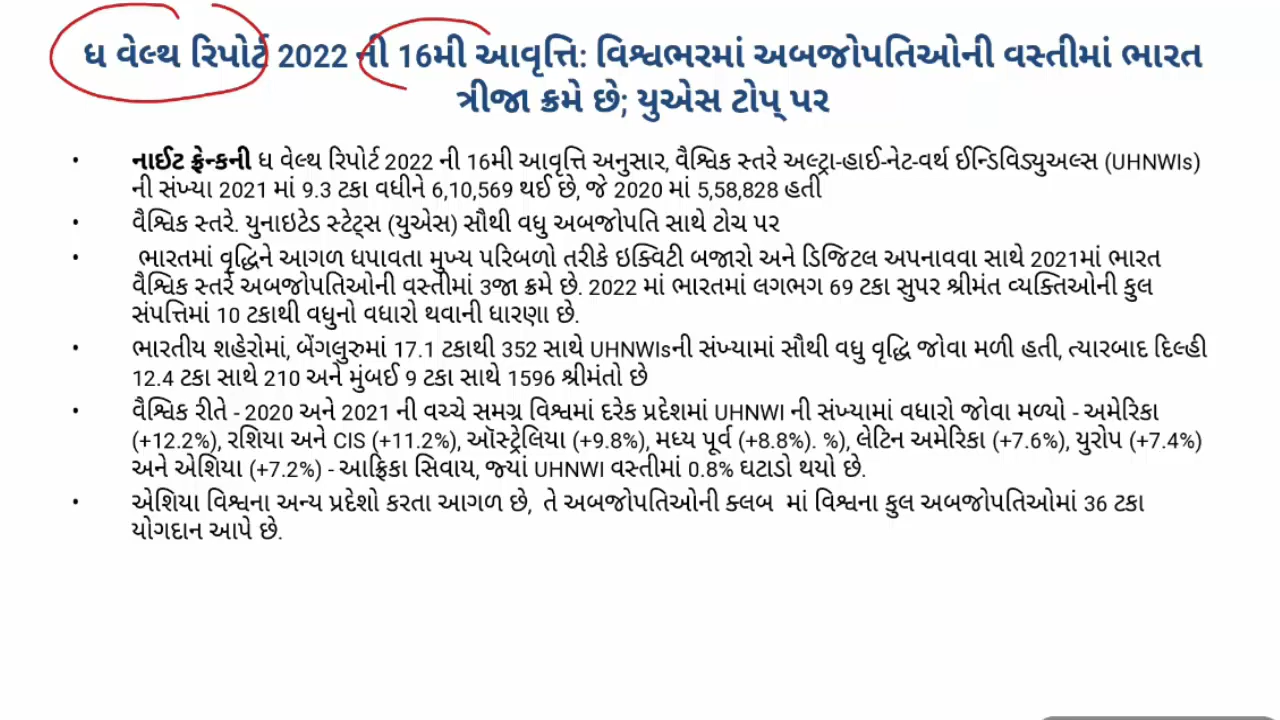 ધ વેલ્થ રિપોર્ટ 2022 ની 16મી આવૃત્તિ: વિશ્વભરમાં અબજોપતિઓની વસ્તીમાં ભારત
ત્રીજા ક્રમે છે; યુએસ ટોપ્ પર
• નાઈટ ફ્રેન્કની ધ વેલ્થ રિપોર્ટ 2022 ની 16મી આવૃત્તિ અનુસાર, વૈશ્વિક સ્તરે અલ્ટ્રા-હાઈ-નેટ-વર્થ ઈન્ડિવિડ્યુઅલ્સ (UHNWIs)
ની સંખ્યા 2021 માં 9.3 ટકા વધીને 6,10,569 થઈ છે, જે 2020 માં 5,58,828 હતી
• વૈશ્વિક સ્તરે. યુનાઇટેડ સ્ટેટ્સ (યુએસ) સૌથી વધુ અબજોપતિ સાથે ટોચ પર
• ભારતમાં વૃદ્ધિને આગળ ધપાવતા મુખ્ય પરિબળો તરીકે ઇક્વિટી બજારો અને ડિજિટલ અપનાવવા સાથે 2021માં ભારત
વૈશ્વિક સ્તરે અબજોપતિઓની વસ્તીમાં 3જા ક્રમે છે. 2022 માં ભારતમાં લગભગ 69 ટકા સુપર શ્રીમંત વ્યક્તિઓની કુલ
સંપત્તિમાં 10 ટકાથી વધુનો વધારો થવાની ધારણા છે.
• ભારતીય શહેરોમાં, બેંગલુરુમાં 17.1 ટકાથી 352 સાથે UHNWIsની સંખ્યામાં સૌથી વધુ વૃદ્ધિ જોવા મળી હતી, ત્યારબાદ દિલ્હી
12.4 ટકા સાથે 210 અને મુંબઈ 9 ટકા સાથે 1596 શ્રીમંતો છે
• વૈશ્વિક રીતે - 2020 અને 2021 ની વચ્ચે સમગ્ર વિશ્વમાં દરેક પ્રદેશમાં UHNWI ની સંખ્યામાં વધારો જોવા મળ્યો - અમેરિકા
(+12.2%), રશિયા અને CIS (+11.2%), ઑસ્ટ્રેલિયા (+9.8%), મધ્ય પૂર્વ (+8.8%). %), લેટિન અમેરિકા (+7.6%), યુરોપ (+7.4%)
અને એશિયા (+7.2%) - આફ્રિકા સિવાય, જ્યાં UHNWI વસ્તીમાં 0.8% ઘટાડો થયો છે.
• એશિયા વિશ્વના અન્ય પ્રદેશો કરતા આગળ છે, તે અબજોપતિઓની ક્લબ માં વિશ્વના કુલ અબજોપતિઓમાં 36 ટકા
યોગદાન આપે છે.